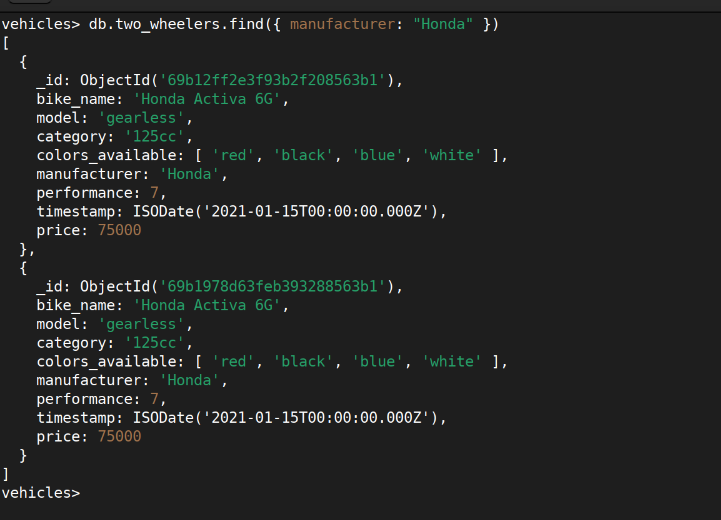 vehicles> db.two_wheelers.find({ manufacturer: "Honda" })
[
  {
    _id: ObjectId('69b12ff2e3f93b2f208563b1'),
    bike_name: 'Honda Activa 6G',
    model: 'gearless',
    category: '125cc',
    colors_available: [ 'red', 'black', 'blue', 'white' ],
    manufacturer: 'Honda',
    performance: 7,
    timestamp: ISODate('2021-01-15T00:00:00.000Z'),
    price: 75000
  },
  {
    _id: ObjectId('69b1978d63feb393288563b1'),
    bike_name: 'Honda Activa 6G',
    model: 'gearless',
    category: '125cc',
    colors_available: [ 'red', 'black', 'blue', 'white' ],
    manufacturer: 'Honda',
    performance: 7,
    timestamp: ISODate('2021-01-15T00:00:00.000Z'),
    price: 75000
  }
]
vehicles>